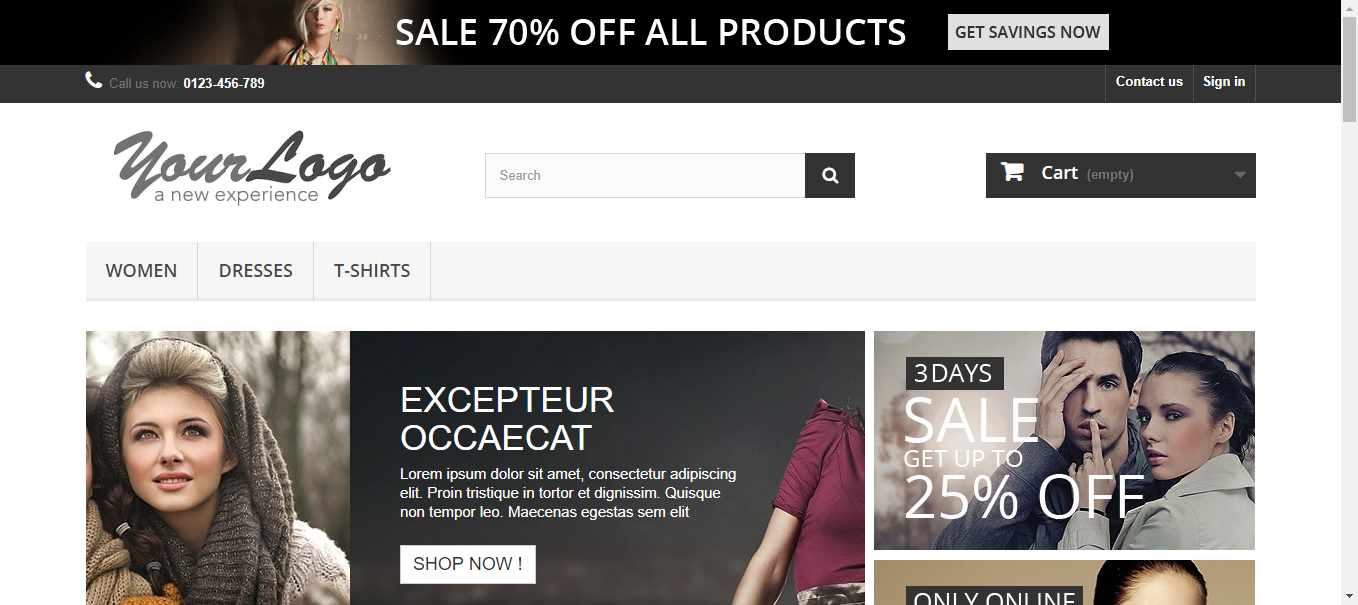 SALE 70% OFF ALL PRODUCTS
GET SAVINGS NOW
Call us now: 0123-456-789
Contact us
Sign in
YourLogo
a new experience
Search
Cart (empty)
WOMEN
DRESSES
T-SHIRTS
EXCEPTEUR
OCCAECAT
Lorem ipsum dolor sit amet, consectetur adipiscing
elit. Proin tristique in tortor et dignissim. Quisque
non tempor leo. Maecenas egestas sem elit
SHOP NOW !
3DAYS
SALE
GET UP TO
25% OFF
ONLY ONLINE